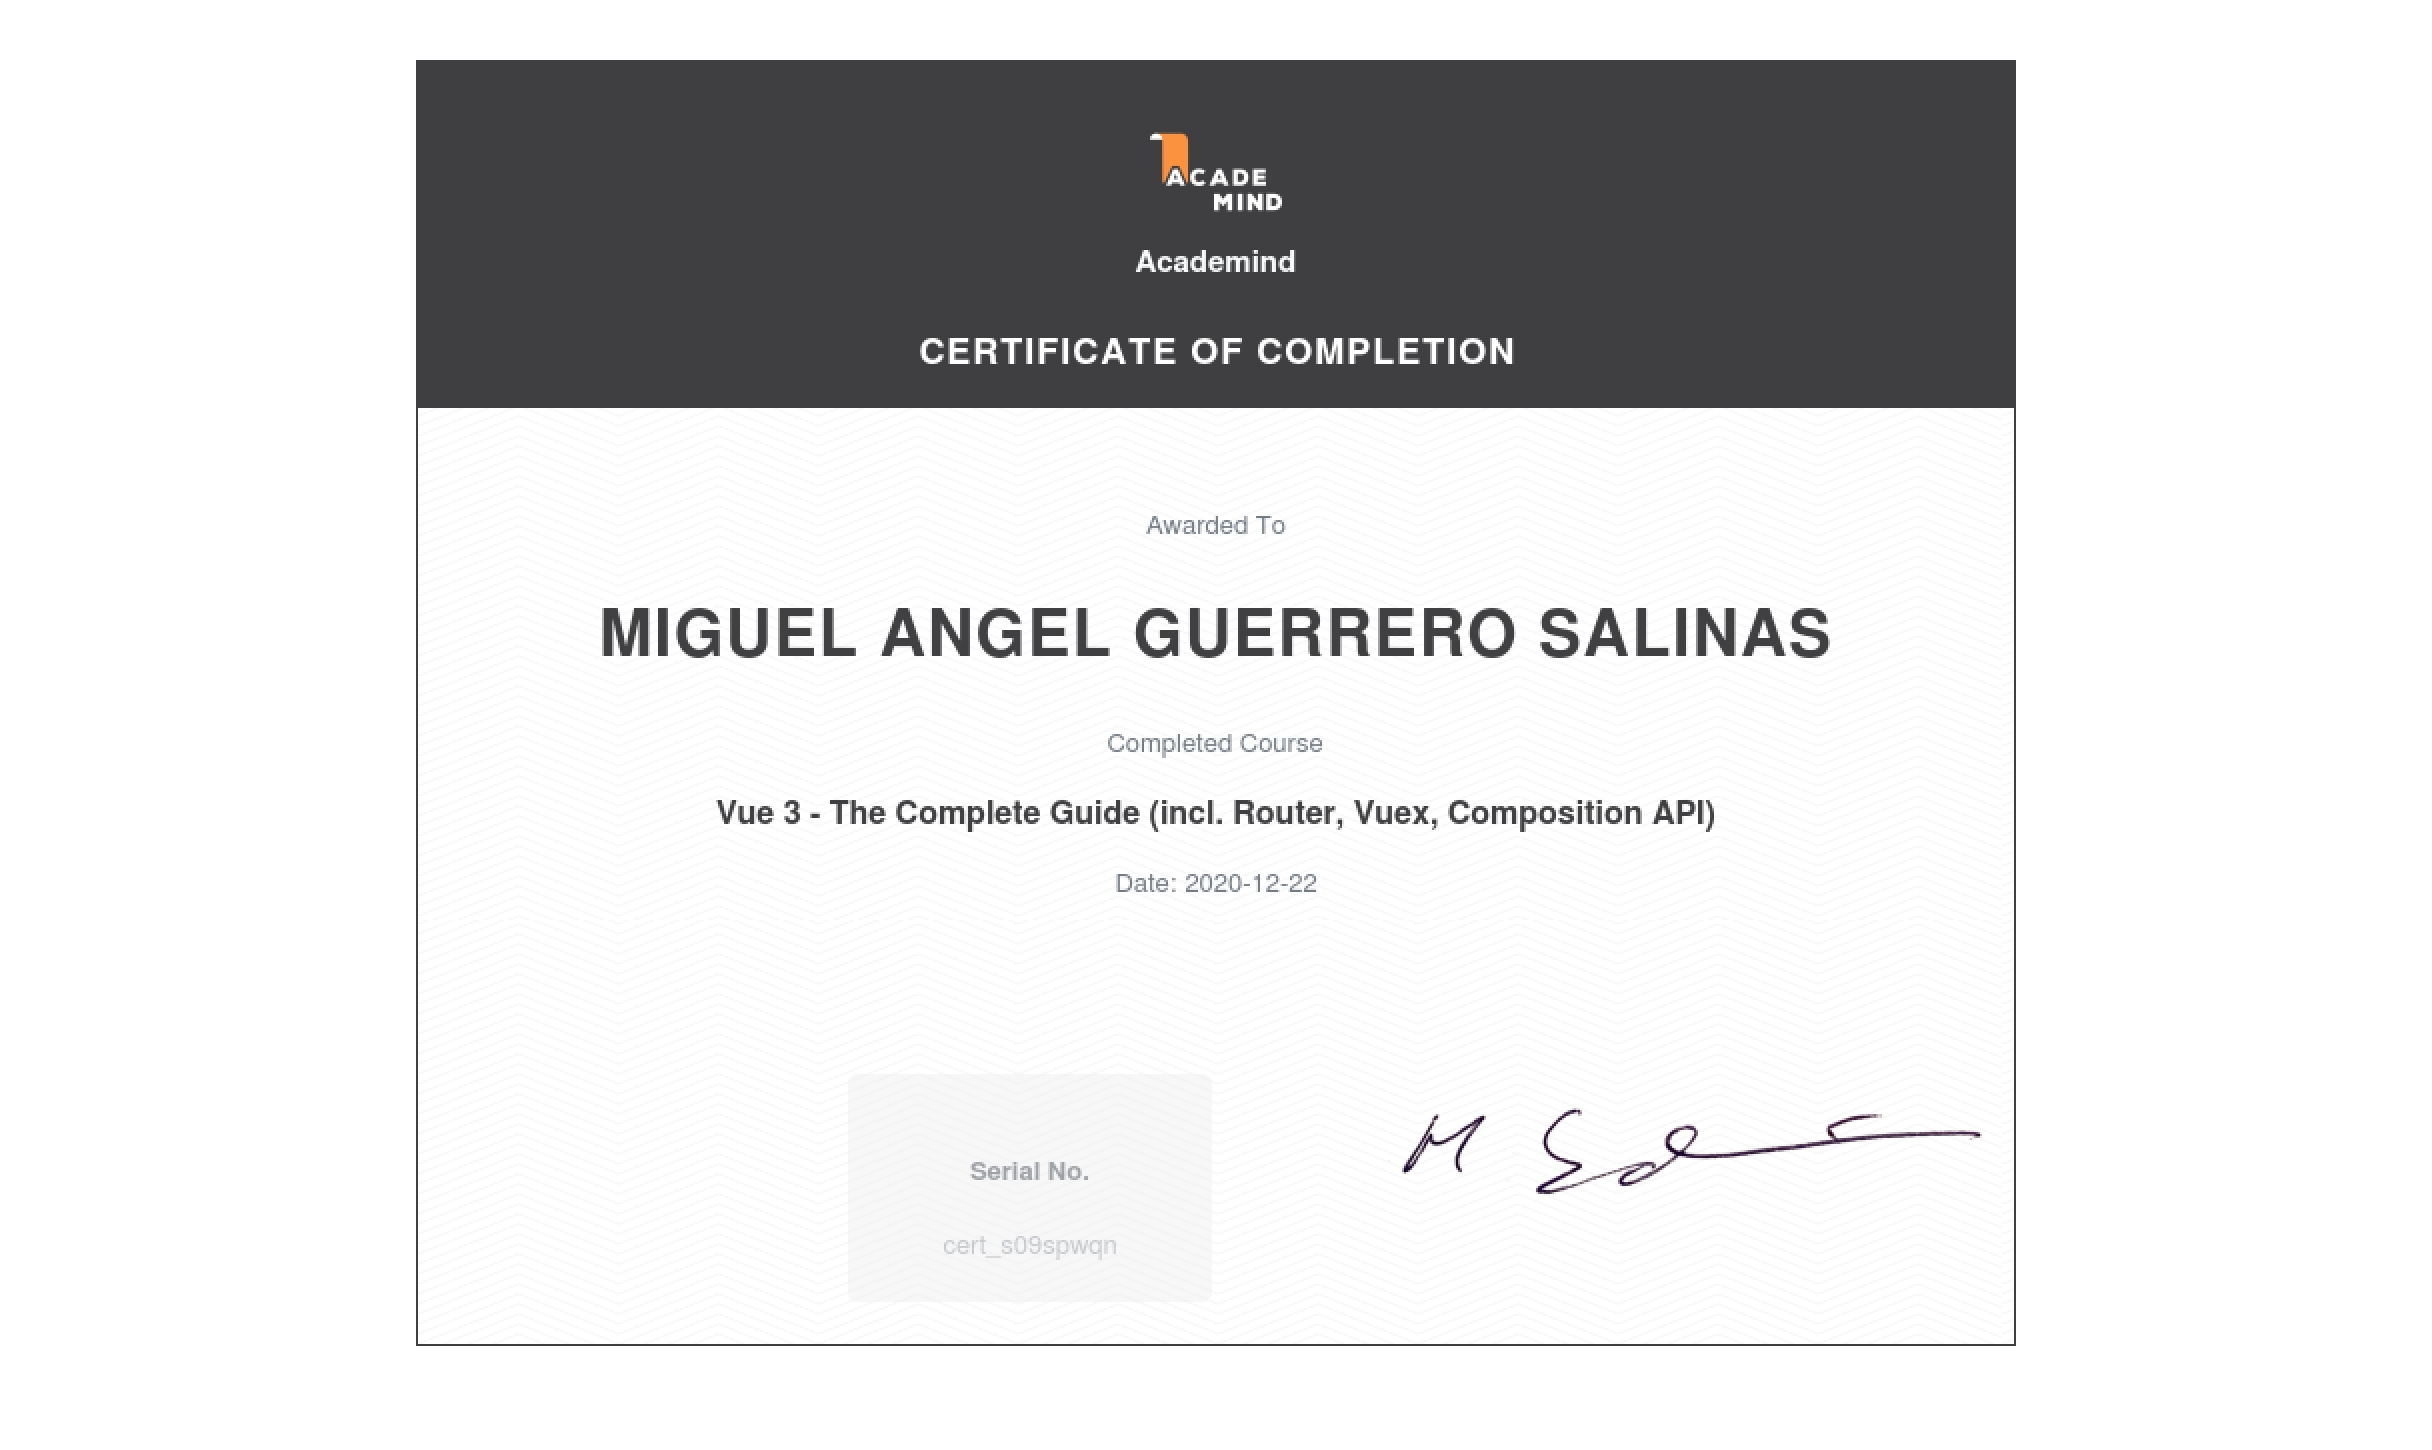 ACADE
MIND
Academind
CERTIFICATE OF COMPLETION
Awarded To
MIGUEL ANGEL GUERRERO SALINAS
Completed Course
Vue 3 - The Complete Guide (incl. Router, Vuex, Composition API)
Date: 2020-12-22
Serial No.
cert_s09spwqn